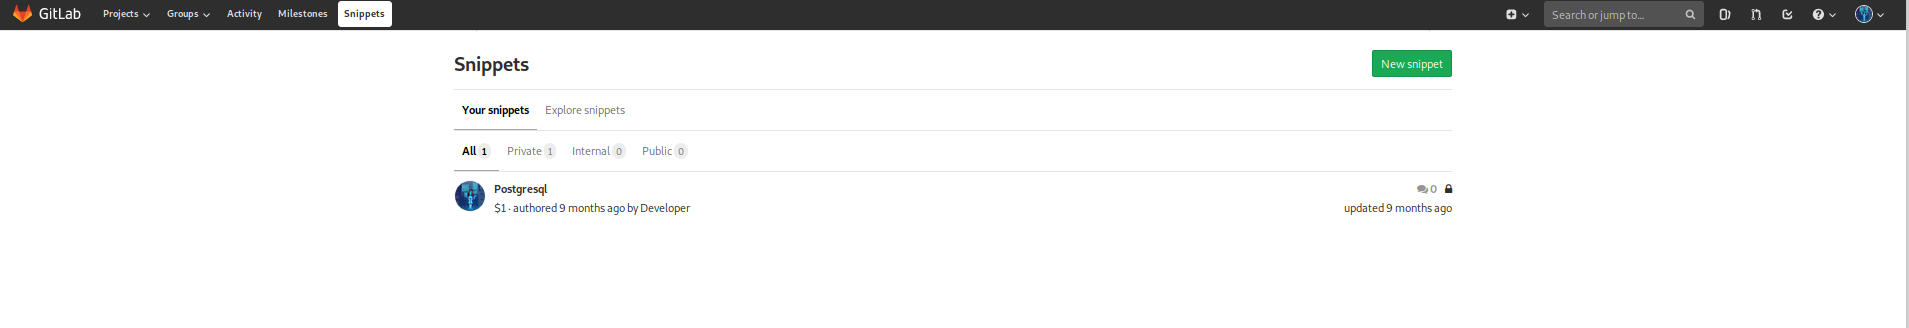 GitLab Projects Groups Activity Milestones Snippets Search or jump to...
Snippets New snippet
Your snippets Explore snippets
All 1 Private 1 Internal 0 Public 0
Postgresql 0
$1 · authored 9 months ago by Developer updated 9 months ago